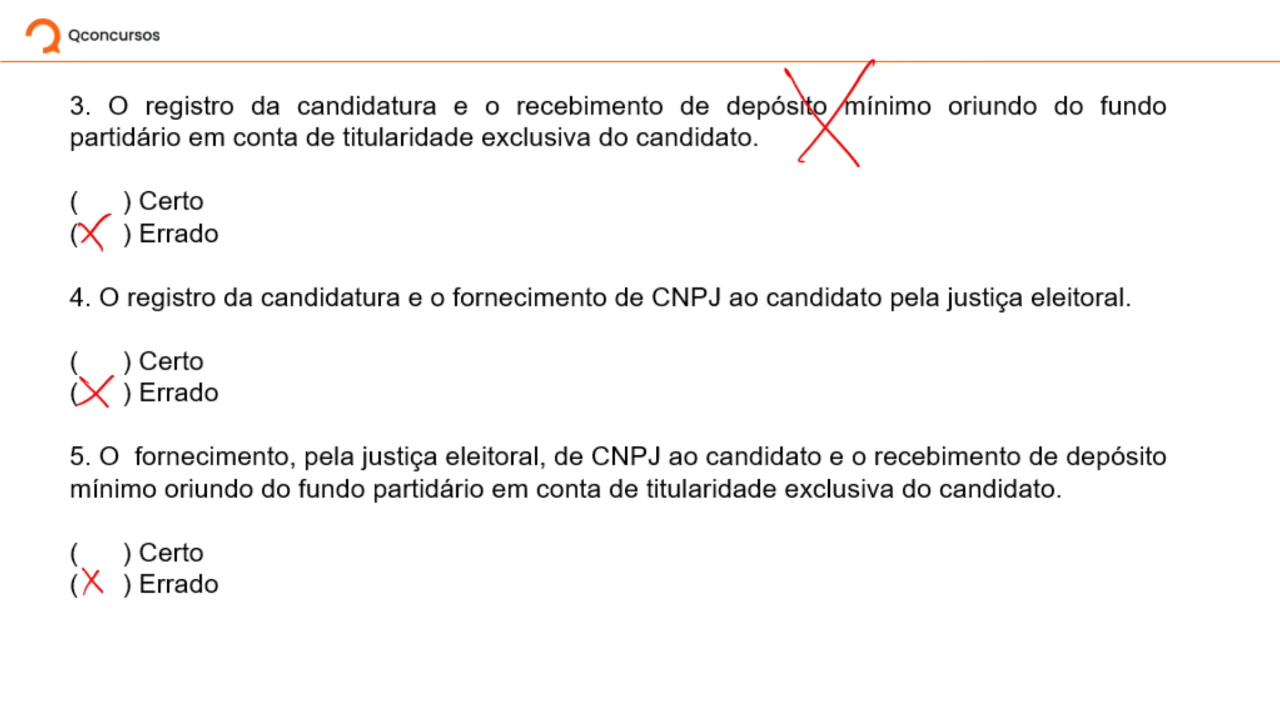 Qconcursos
3. O registro da candidatura e o recebimento de depósito mínimo oriundo do fundo
partidário em conta de titularidade exclusiva do candidato.
( ) Certo
(X) Errado
4. O registro da candidatura e o fornecimento de CNPJ ao candidato pela justiça eleitoral.
( ) Certo
(X) Errado
5. O fornecimento, pela justiça eleitoral, de CNPJ ao candidato e o recebimento de depósito
mínimo oriundo do fundo partidário em conta de titularidade exclusiva do candidato.
( ) Certo
(X) Errado